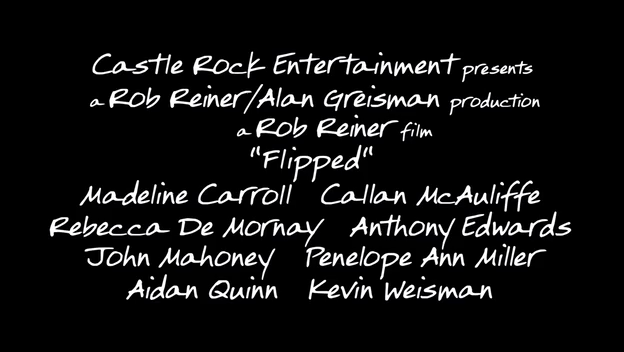 Castle Rock Entertainment presents
a Rob Reiner/Alan Greisman production
a Rob Reiner film
"Flipped"
Madeline Carroll Callan McAuliffe
Rebecca De Mornay Anthony Edwards
John Mahoney Penelope Ann Miller
Aidan Quinn Kevin Weisman